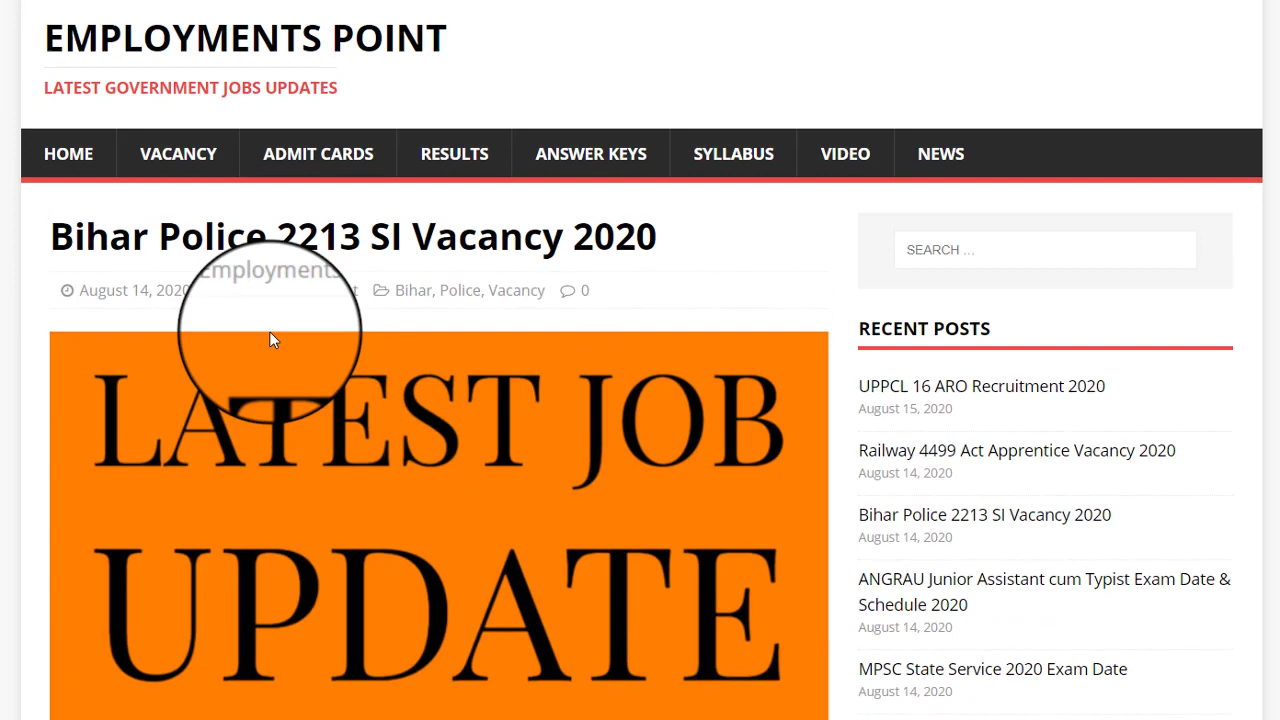 EMPLOYMENTS POINT
LATEST GOVERNMENT JOBS UPDATES
HOME VACANCY ADMIT CARDS RESULTS ANSWER KEYS SYLLABUS VIDEO NEWS
Bihar Police 2213 SI Vacancy 2020
August 14, 2020 Employments Bihar, Police, Vacancy 0
LATEST JOB
UPDATE
SEARCH …
RECENT POSTS
UPPCL 16 ARO Recruitment 2020
August 15, 2020
Railway 4499 Act Apprentice Vacancy 2020
August 14, 2020
Bihar Police 2213 SI Vacancy 2020
August 14, 2020
ANGRAU Junior Assistant cum Typist Exam Date &
Schedule 2020
August 14, 2020
MPSC State Service 2020 Exam Date
August 14, 2020